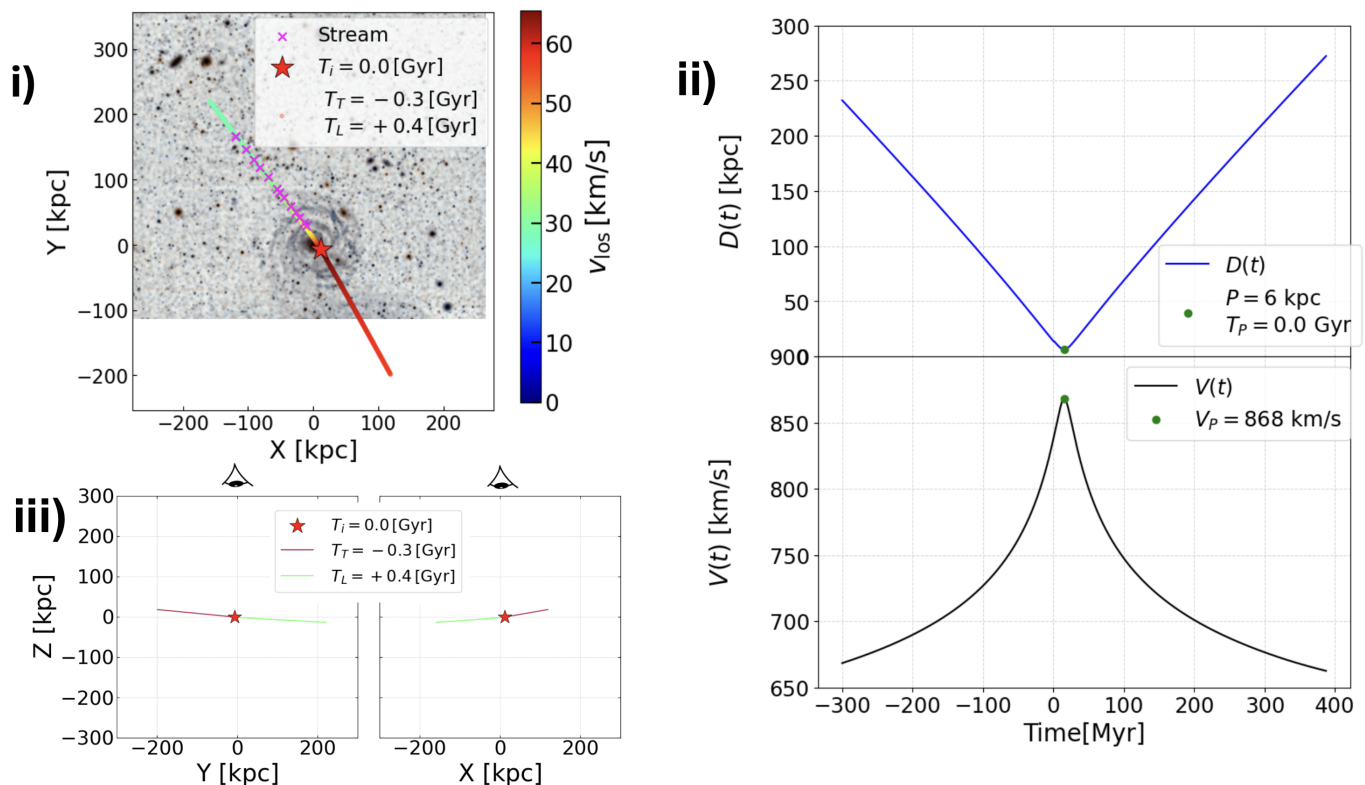 i)
300
200
100
0
−100
−200
Y [kpc]
−200 −100 0 100 200
X [kpc]
Stream
T_i = 0.0 [Gyr]
T_T = −0.3 [Gyr]
T_L = +0.4 [Gyr]
60
50
40
30
20
10
0
v_los [km/s]
ii)
300
250
200
150
100
50
0
D(t) [kpc]
D(t)
P = 6 kpc
T_P = 0.0 Gyr
900
850
800
750
700
650
V(t) [km/s]
V(t)
V_P = 868 km/s
−300 −200 −100 0 100 200 300 400
Time[Myr]
iii)
300
200
100
0
−100
−200
−300
Z [kpc]
T_i = 0.0 [Gyr]
T_T = −0.3 [Gyr]
T_L = +0.4 [Gyr]
−200 0 200
Y [kpc]
−200 0 200
X [kpc]